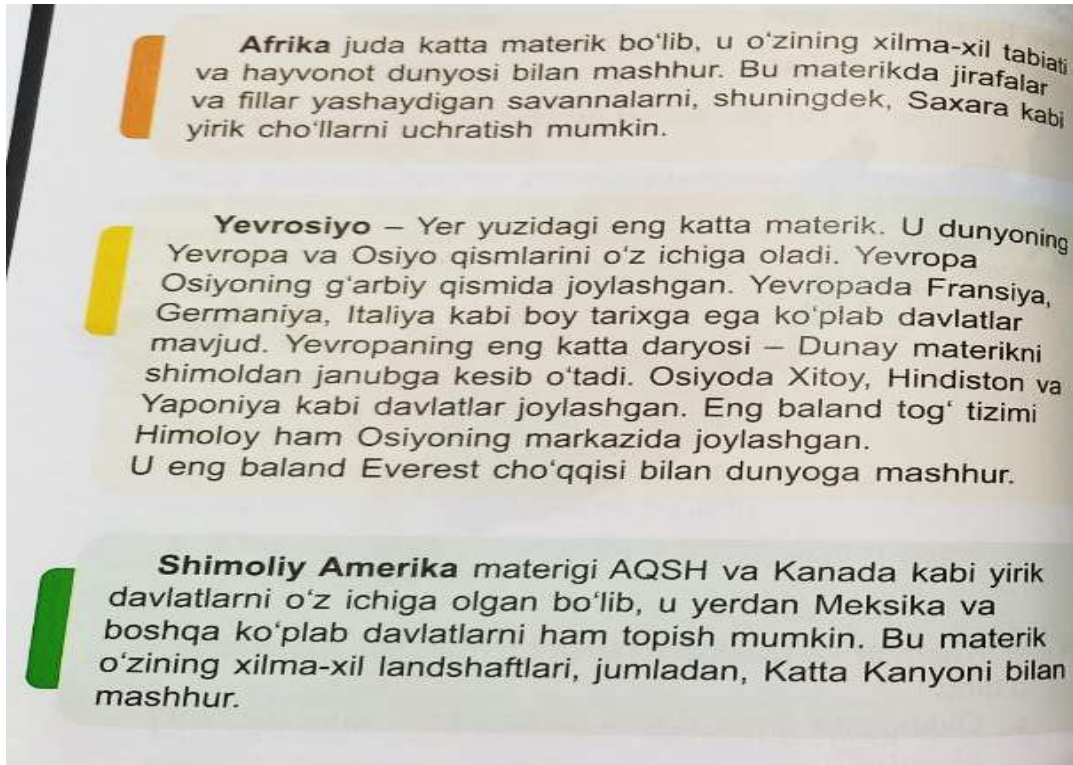 Afrika juda katta materik bo‘lib, u o‘zining xilma-xil tabiati
va hayvonot dunyosi bilan mashhur. Bu materikda jirafalar
va fillar yashaydigan savannalarni, shuningdek, Saxara kabi
yirik cho‘llarni uchratish mumkin.
Yevrosiyo – Yer yuzidagi eng katta materik. U dunyoning
Yevropa va Osiyo qismlarini o‘z ichiga oladi. Yevropa
Osiyoning g‘arbiy qismida joylashgan. Yevropada Fransiya,
Germaniya, Italiya kabi boy tarixga ega ko‘plab davlatlar
mavjud. Yevropaning eng katta daryosi – Dunay materikni
shimoldan janubga kesib o‘tadi. Osiyoda Xitoy, Hindiston va
Yaponiya kabi davlatlar joylashgan. Eng baland tog‘ tizimi
Himoloy ham Osiyoning markazida joylashgan.
U eng baland Everest cho‘qqisi bilan dunyoga mashhur.
Shimoliy Amerika materigi AQSH va Kanada kabi yirik
davlatlarni o‘z ichiga olgan bo‘lib, u yerdan Meksika va
boshqa ko‘plab davlatlarni ham topish mumkin. Bu materik
o‘zining xilma-xil landshaftlari, jumladan, Katta Kanyoni bilan
mashhur.